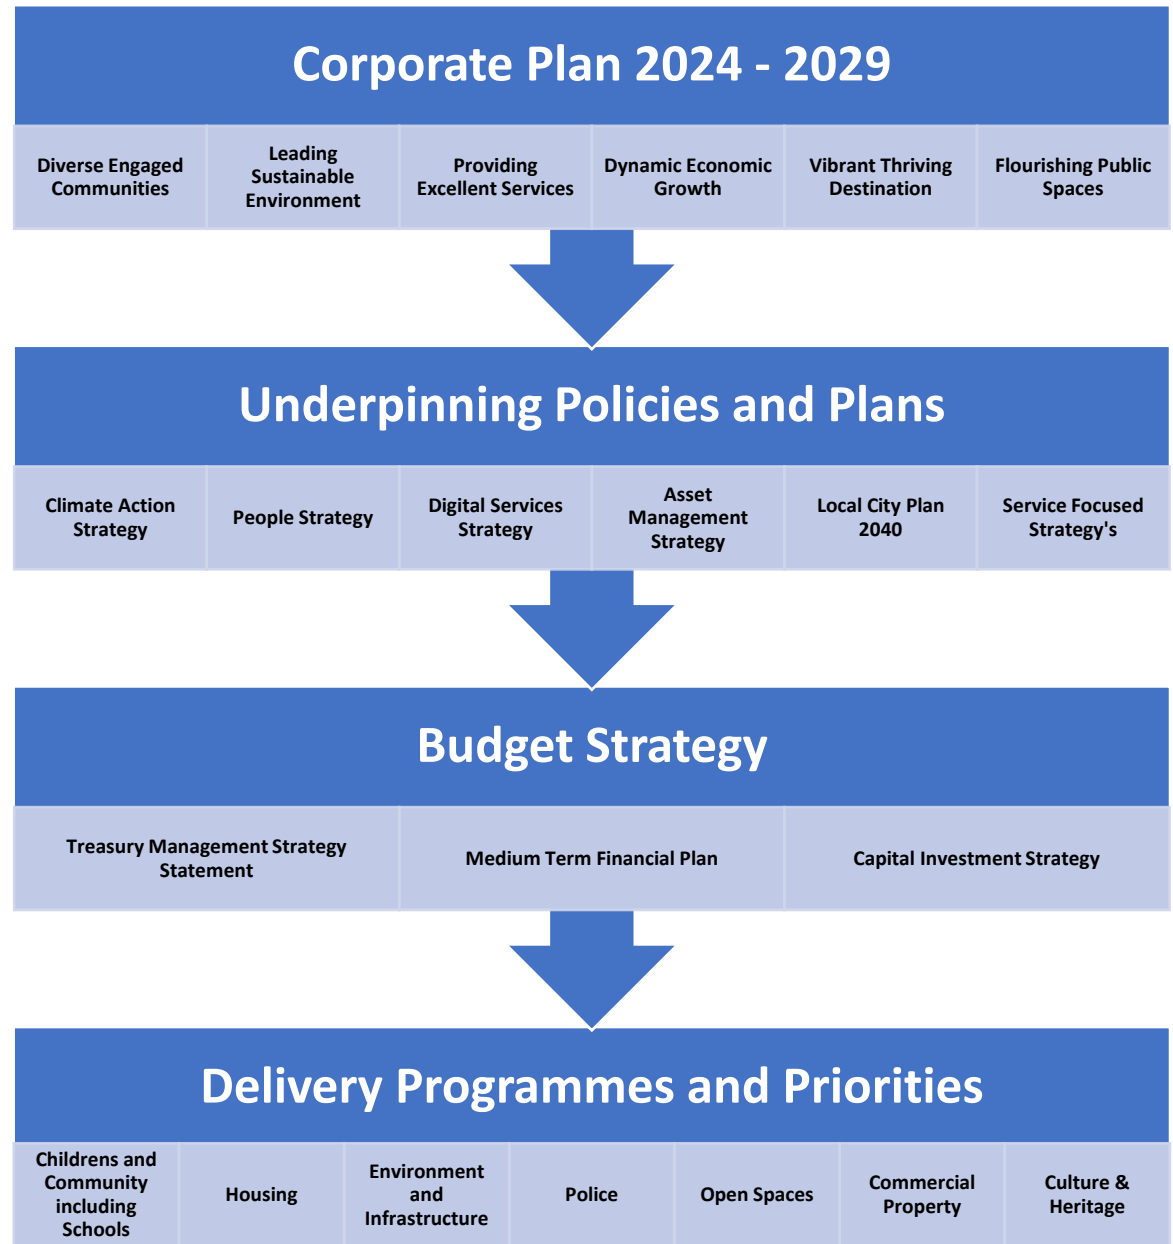 Corporate Plan 2024 - 2029
Diverse Engaged
Communities
Leading
Sustainable
Environment
Providing
Excellent Services
Dynamic Economic
Growth
Vibrant Thriving
Destination
Flourishing Public
Spaces
Underpinning Policies and Plans
Climate Action
Strategy
People Strategy
Digital Services
Strategy
Asset
Management
Strategy
Local City Plan
2040
Service Focused
Strategy's
Budget Strategy
Treasury Management Strategy
Statement
Medium Term Financial Plan
Capital Investment Strategy
Delivery Programmes and Priorities
Childrens and
Community
including
Schools
Housing
Environment
and
Infrastructure
Police
Open Spaces
Commercial
Property
Culture &
Heritage